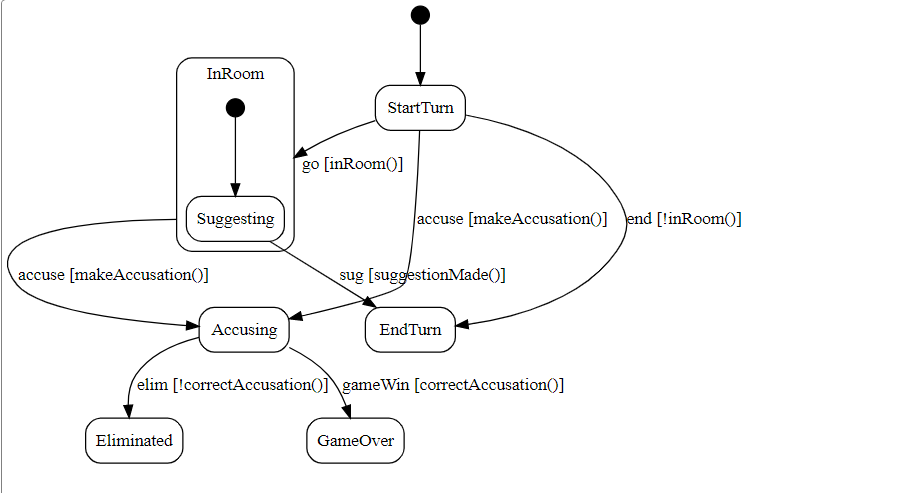 InRoom
StartTurn
go [inRoom()]
Suggesting
accuse [makeAccusation()]
end [!inRoom()]
accuse [makeAccusation()]
sug [suggestionMade()]
Accusing
EndTurn
elim [!correctAccusation()]
gameWin [correctAccusation()]
Eliminated
GameOver